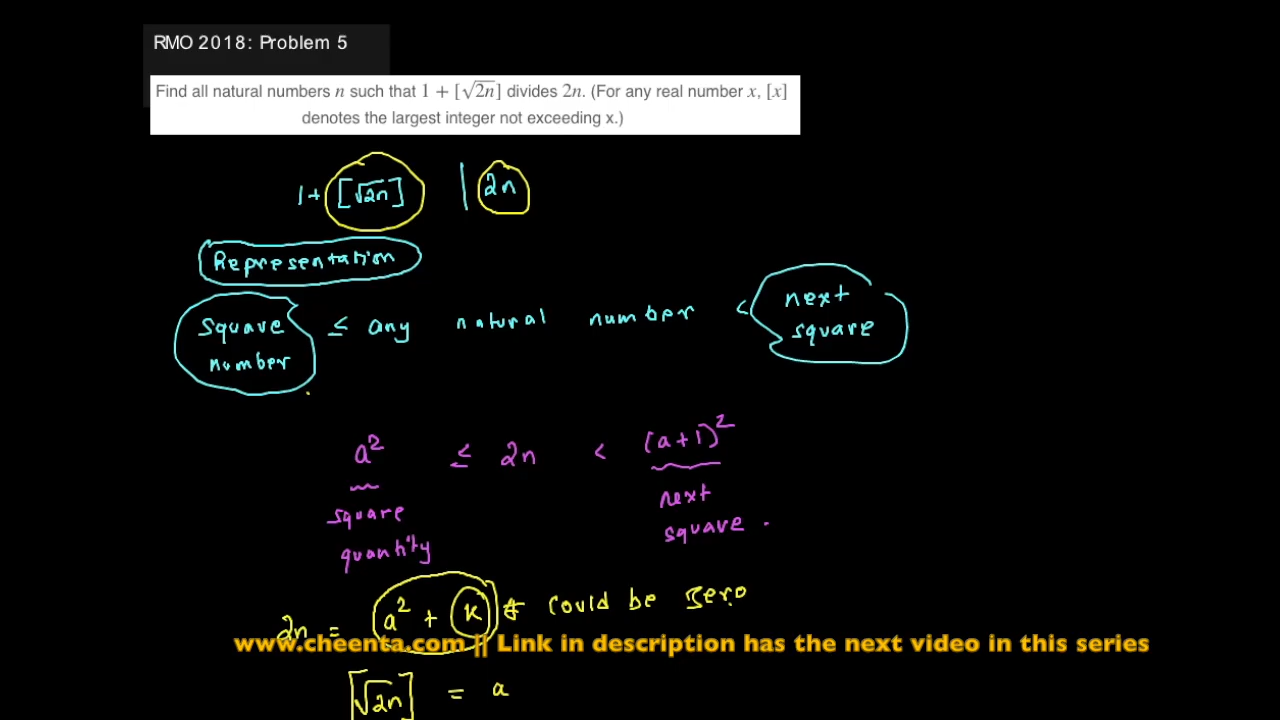 RMO 2018: Problem 5
Find all natural numbers n such that 1 + [√2n] divides 2n. (For any real number x, [x]
denotes the largest integer not exceeding x.)
1+ [√2n] | 2n
Representation
square number ≤ any natural number < next square
a² ≤ 2n < (a+1)²
square quantity next square.
2n = a² + k could be zero
www.cheenta.com || Link in description has the next video in this series
[√2n] = a